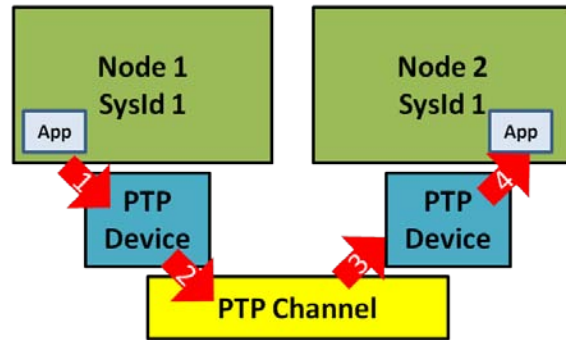 Node 1
SysId 1
App
Node 2
SysId 1
App
1
PTP
Device
2
PTP Channel
3
PTP
Device
4